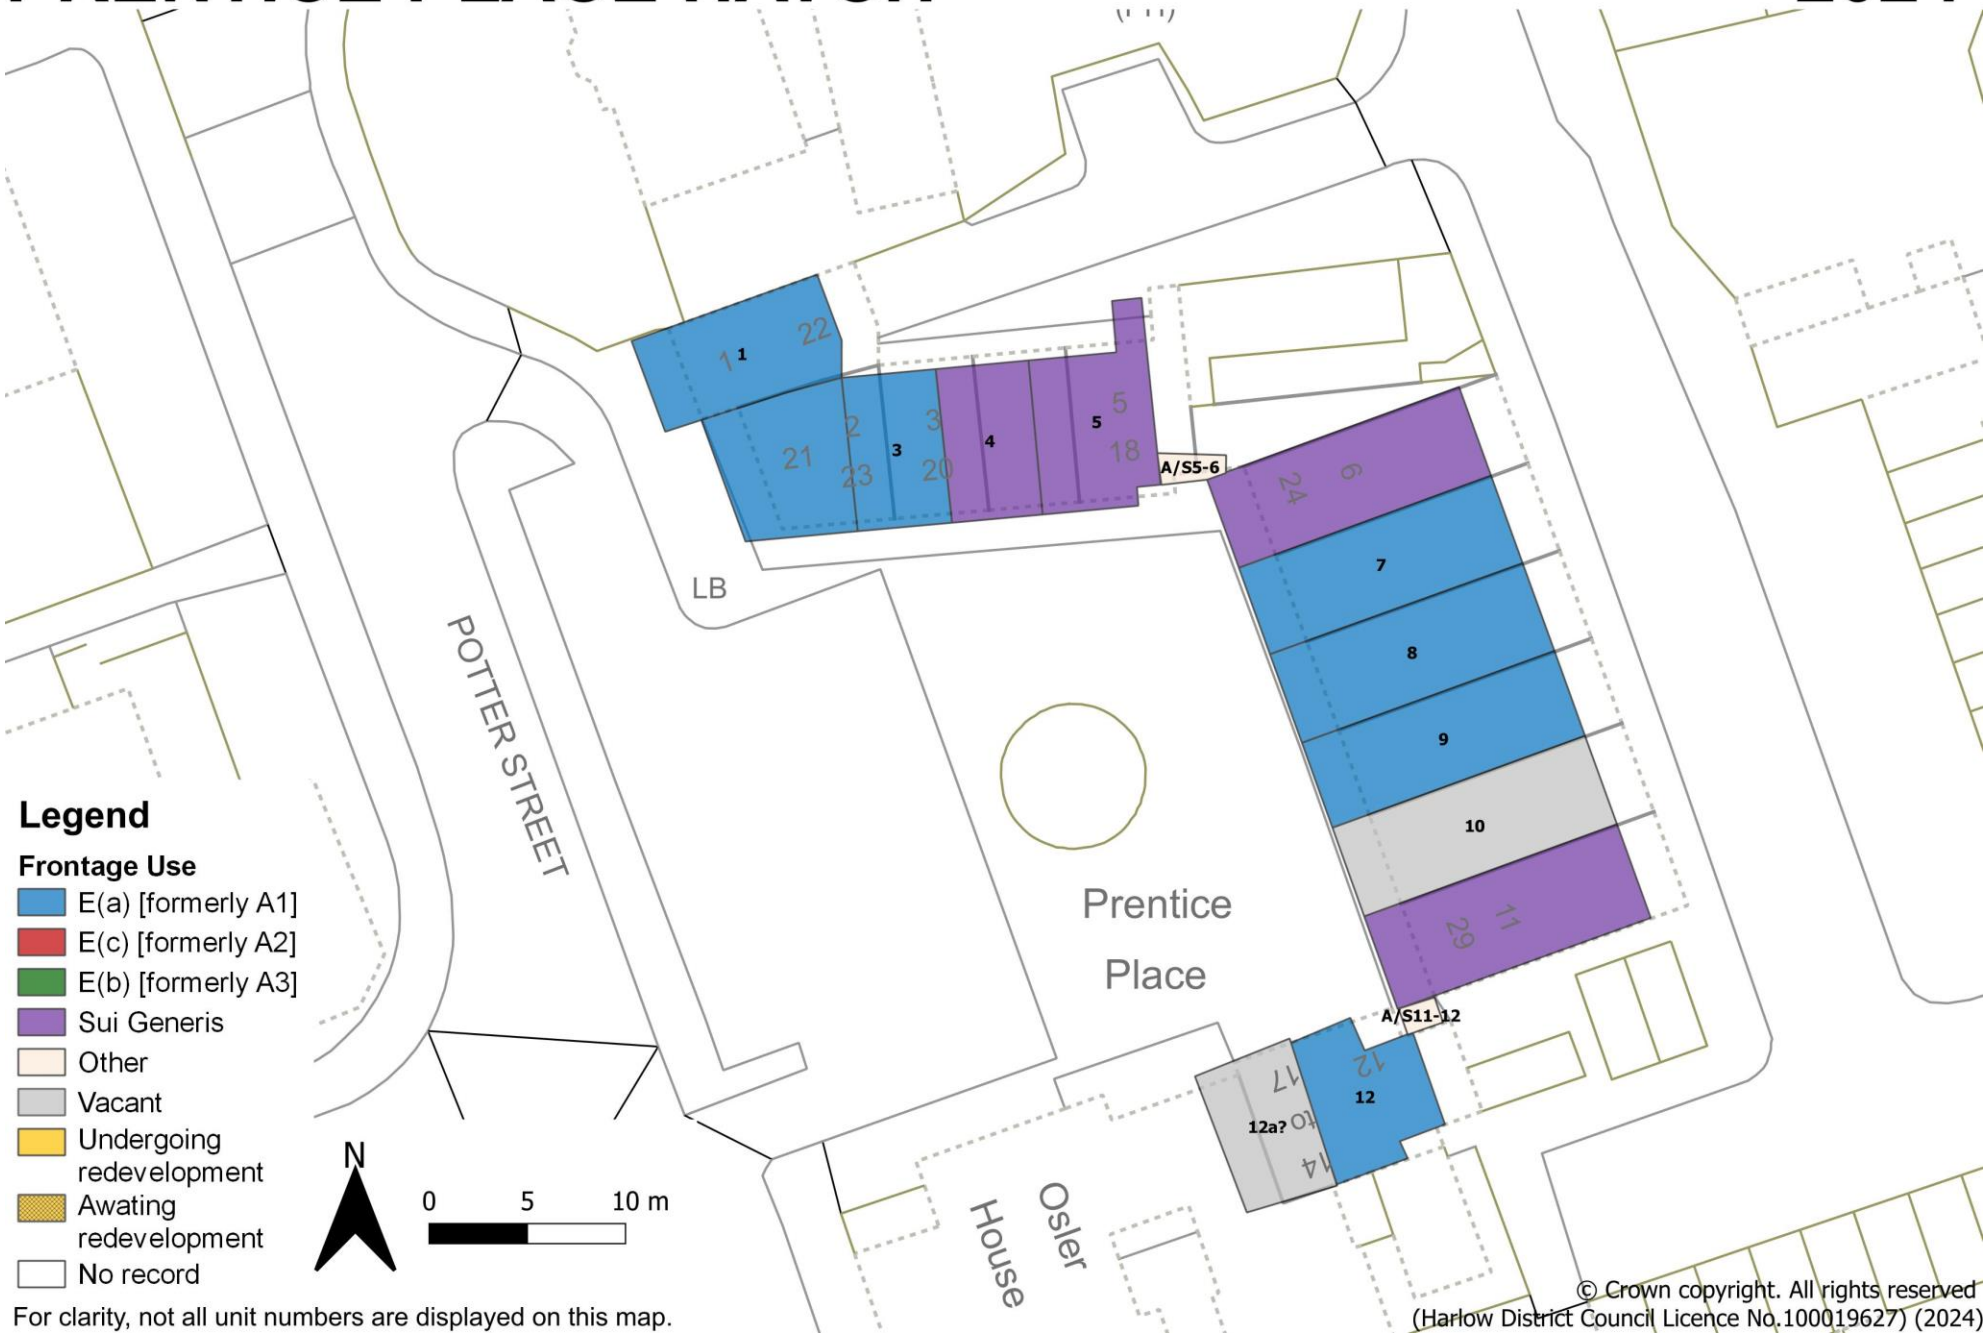 22
1
1
2
3
5
21
3
4
5
23
20
18
A/S5-6
24
6
7
LB
8
POTTER STREET
9
10
Prentice
Place
29
11
A/S11-12
12
17
12
12a?
to
14
Osler
House
Legend
Frontage Use
E(a) [formerly A1]
E(c) [formerly A2]
E(b) [formerly A3]
Sui Generis
Other
Vacant
Undergoing
redevelopment
Awating
redevelopment
No record
N
0 5 10 m
For clarity, not all unit numbers are displayed on this map.
© Crown copyright. All rights reserved
(Harlow District Council Licence No.100019627) (2024)